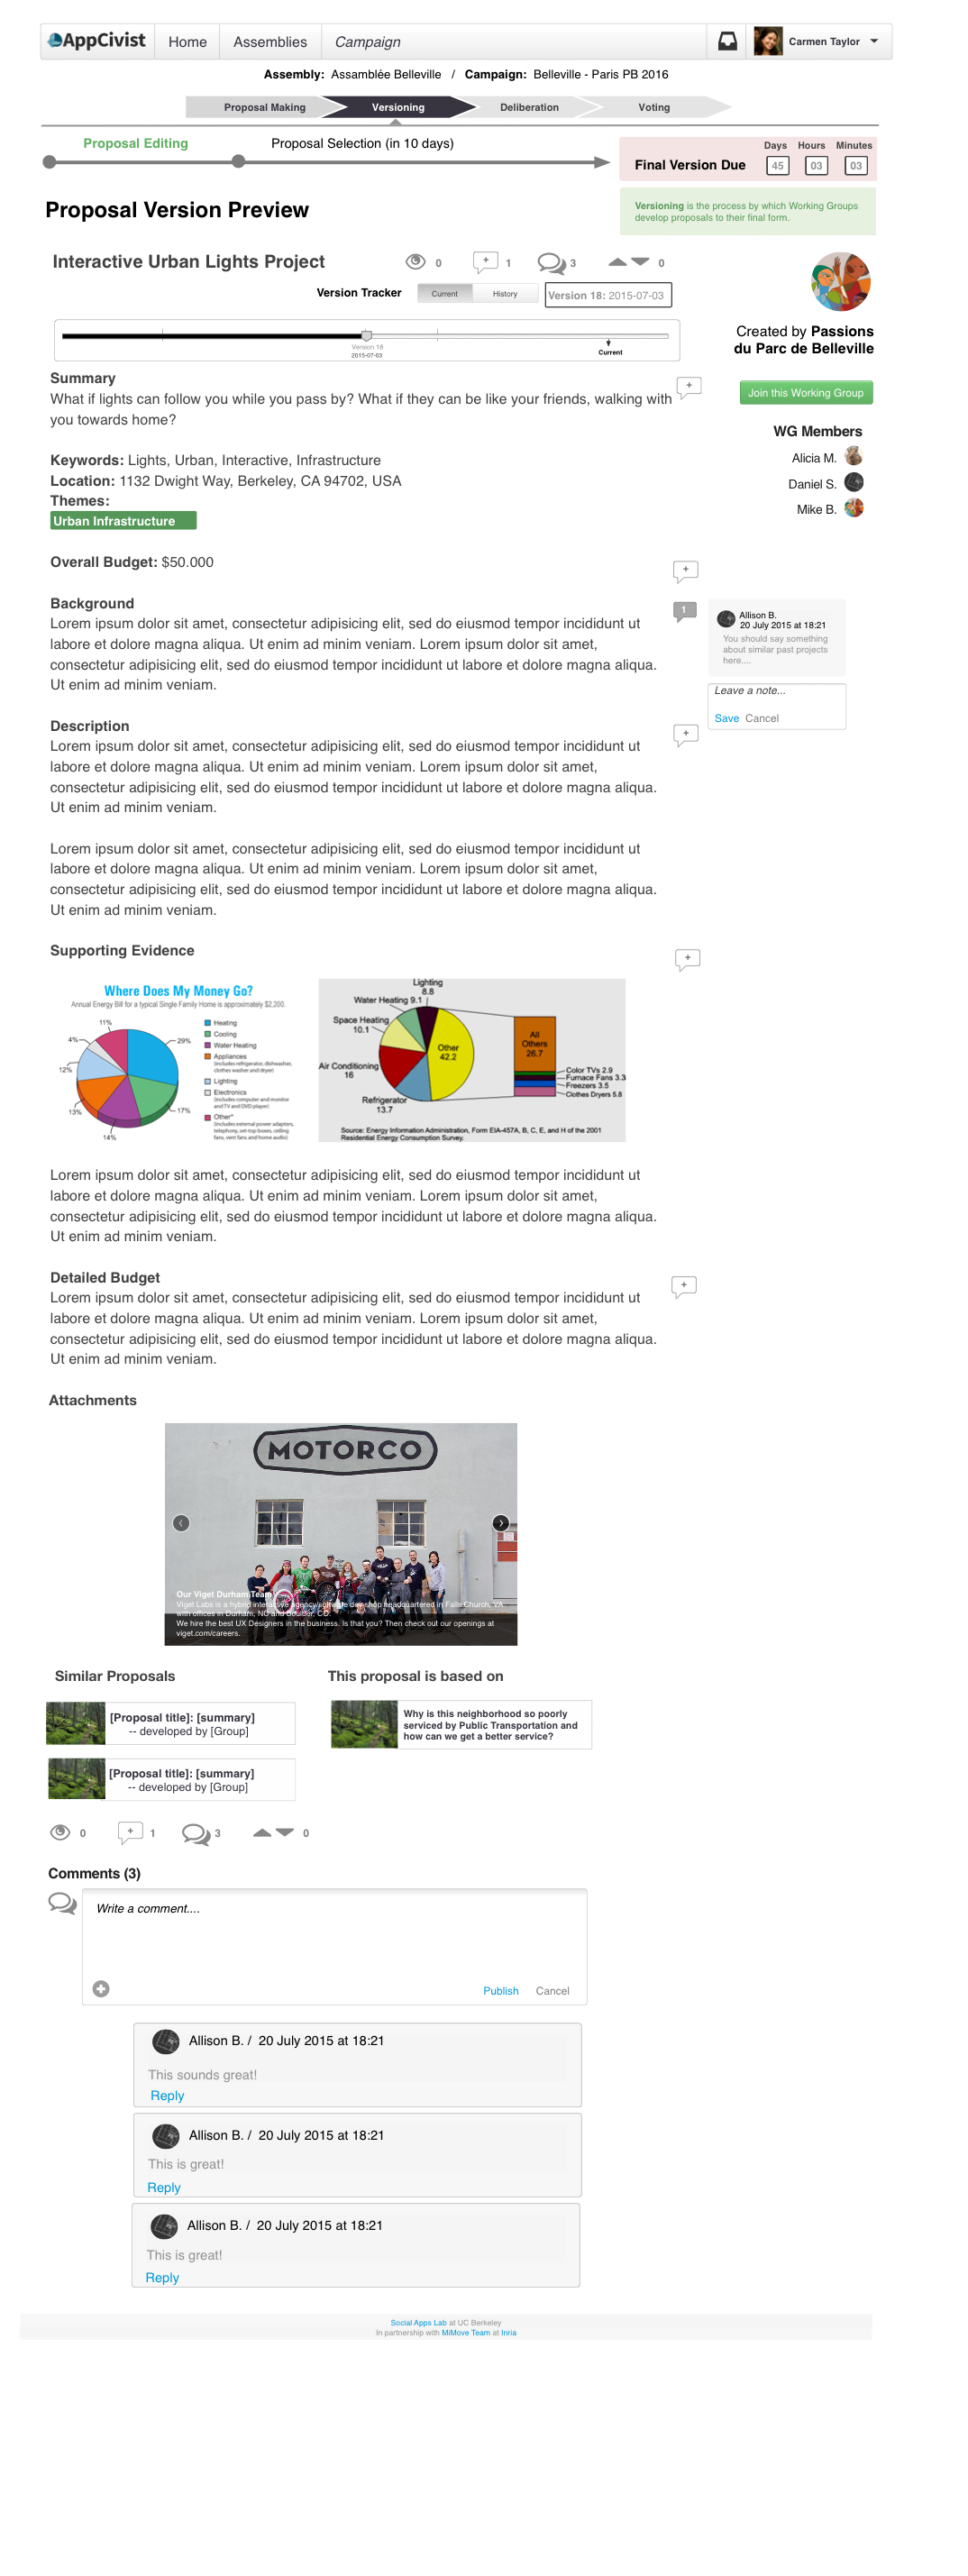 AppCivist
Home
Assemblies
Campaign
Carmen Taylor
Assembly: Assamblée Belleville / Campaign: Belleville - Paris PB 2016
Proposal Making
Versioning
Deliberation
Voting
Proposal Editing
Proposal Selection (in 10 days)
Days Hours Minutes
Final Version Due 45 03 03
Versioning is the process by which Working Groups
develop proposals to their final form.
Proposal Version Preview
Interactive Urban Lights Project
0
+ 1
3
0
Version Tracker
Current
History
Version 18: 2015-07-03
Version 18
2015-07-03
Current
Created by Passions
du Parc de Belleville
Join this Working Group
WG Members
Alicia M.
Daniel S.
Mike B.
Summary
+
What if lights can follow you while you pass by? What if they can be like your friends, walking with
you towards home?
Keywords: Lights, Urban, Interactive, Infrastructure
Location: 1132 Dwight Way, Berkeley, CA 94702, USA
Themes:
Urban Infrastructure
Overall Budget: $50.000
+
Background
1
Lorem ipsum dolor sit amet, consectetur adipisicing elit, sed do eiusmod tempor incididunt ut
labore et dolore magna aliqua. Ut enim ad minim veniam. Lorem ipsum dolor sit amet,
consectetur adipisicing elit, sed do eiusmod tempor incididunt ut labore et dolore magna aliqua.
Ut enim ad minim veniam.
Allison B.
20 July 2015 at 18:21
You should say something
about similar past projects
here....
Leave a note...
Save Cancel
Description
+
Lorem ipsum dolor sit amet, consectetur adipisicing elit, sed do eiusmod tempor incididunt ut
labore et dolore magna aliqua. Ut enim ad minim veniam. Lorem ipsum dolor sit amet,
consectetur adipisicing elit, sed do eiusmod tempor incididunt ut labore et dolore magna aliqua.
Ut enim ad minim veniam.
Lorem ipsum dolor sit amet, consectetur adipisicing elit, sed do eiusmod tempor incididunt ut
labore et dolore magna aliqua. Ut enim ad minim veniam. Lorem ipsum dolor sit amet,
consectetur adipisicing elit, sed do eiusmod tempor incididunt ut labore et dolore magna aliqua.
Ut enim ad minim veniam.
Supporting Evidence
+
Where Does My Money Go?
Annual Energy Bill for a typical Single Family Home is approximately $2,200.
11%
4%
12%
13%
14%
17%
29%
Heating
Cooling
Water Heating
Appliances
(includes refrigerator, dishwasher,
clothes washer and dryer)
Lighting
Electronics
(includes computer and monitor
and TV and DVD player)
Other*
(includes external power adapters,
telephony, set-top boxes, ceiling
fans, vent fans and home audio)
Lighting
8.8
Water Heating 9.1
Space Heating
10.1
Air Conditioning
16
Refrigerator
13.7
Other
42.2
All
Others
26.7
Color TVs 2.9
Furnace Fans 3.3
Freezers 3.5
Clothes Dryers 5.8
Source: Energy Information Administration, Form EIA-457A, B, C, E, and H of the 2001
Residential Energy Consumption Survey.
Lorem ipsum dolor sit amet, consectetur adipisicing elit, sed do eiusmod tempor incididunt ut
labore et dolore magna aliqua. Ut enim ad minim veniam. Lorem ipsum dolor sit amet,
consectetur adipisicing elit, sed do eiusmod tempor incididunt ut labore et dolore magna aliqua.
Ut enim ad minim veniam.
Detailed Budget
+
Lorem ipsum dolor sit amet, consectetur adipisicing elit, sed do eiusmod tempor incididunt ut
labore et dolore magna aliqua. Ut enim ad minim veniam. Lorem ipsum dolor sit amet,
consectetur adipisicing elit, sed do eiusmod tempor incididunt ut labore et dolore magna aliqua.
Ut enim ad minim veniam.
Attachments
MOTORCO
Our Viget Durham Team
Viget Labs is a hybrid interactive agency/software dev shop headquartered in Falls Church, VA
with offices in Durham, NC and Boulder, CO.
We hire the best UX Designers in the business. Is that you? Then check out our openings at
viget.com/careers.
Similar Proposals
This proposal is based on
[Proposal title]: [summary]
-- developed by [Group]
Why is this neighborhood so poorly
serviced by Public Transportation and
how can we get a better service?
[Proposal title]: [summary]
-- developed by [Group]
0
+ 1
3
0
Comments (3)
Write a comment....
Publish
Cancel
Allison B. / 20 July 2015 at 18:21
This sounds great!
Reply
Allison B. / 20 July 2015 at 18:21
This is great!
Reply
Allison B. / 20 July 2015 at 18:21
This is great!
Reply
Social Apps Lab at UC Berkeley
In partnership with MiMove Team at Inria